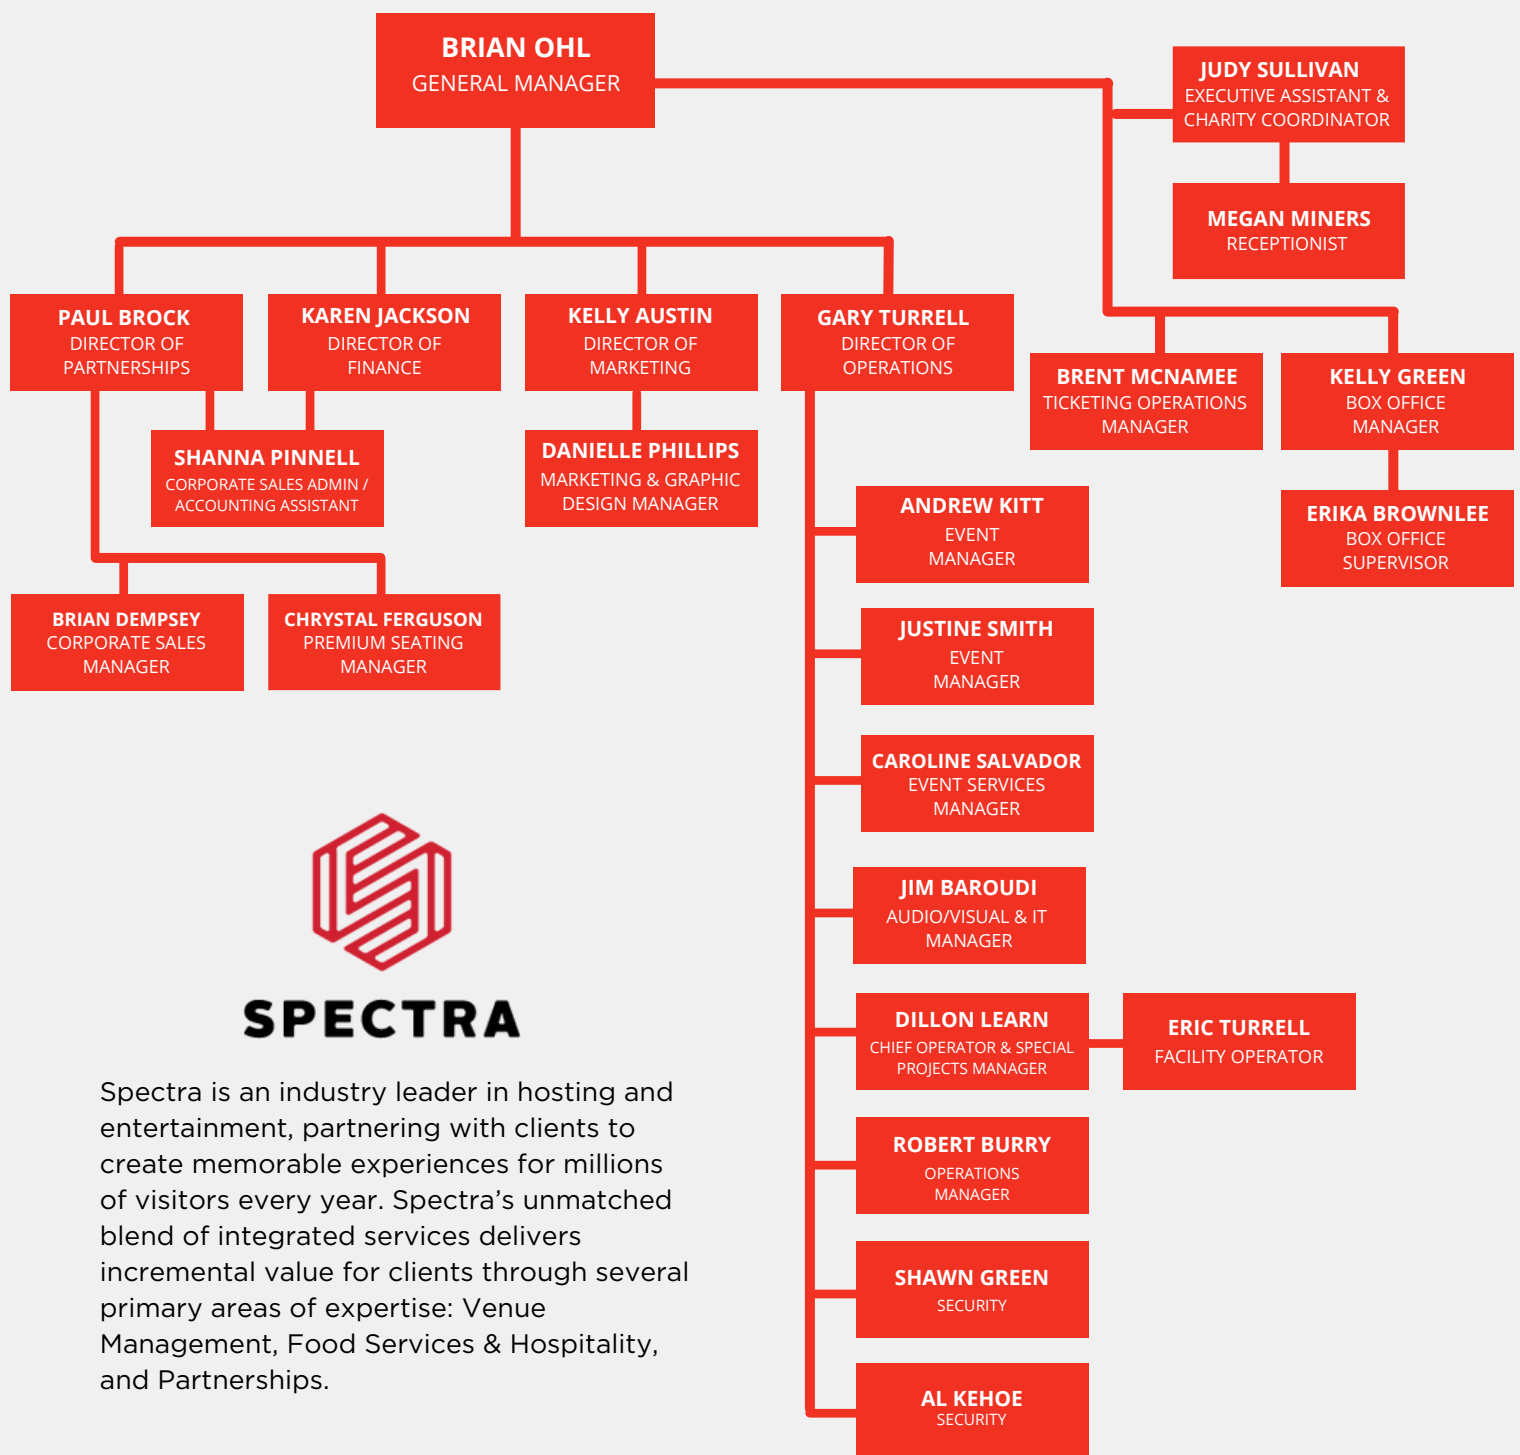 BRIAN OHL
GENERAL MANAGER
JUDY SULLIVAN
EXECUTIVE ASSISTANT &
CHARITY COORDINATOR
MEGAN MINERS
RECEPTIONIST
PAUL BROCK
DIRECTOR OF
PARTNERSHIPS
KAREN JACKSON
DIRECTOR OF
FINANCE
KELLY AUSTIN
DIRECTOR OF
MARKETING
GARY TURRELL
DIRECTOR OF
OPERATIONS
BRENT MCNAMEE
TICKETING OPERATIONS
MANAGER
KELLY GREEN
BOX OFFICE
MANAGER
SHANNA PINNELL
CORPORATE SALES ADMIN /
ACCOUNTING ASSISTANT
DANIELLE PHILLIPS
MARKETING & GRAPHIC
DESIGN MANAGER
ANDREW KITT
EVENT
MANAGER
ERIKA BROWNLEE
BOX OFFICE
SUPERVISOR
BRIAN DEMPSEY
CORPORATE SALES
MANAGER
CHRYSTAL FERGUSON
PREMIUM SEATING
MANAGER
JUSTINE SMITH
EVENT
MANAGER
CAROLINE SALVADOR
EVENT SERVICES
MANAGER
JIM BAROUDI
AUDIO/VISUAL & IT
MANAGER
DILLON LEARN
CHIEF OPERATOR & SPECIAL
PROJECTS MANAGER
ERIC TURRELL
FACILITY OPERATOR
ROBERT BURRY
OPERATIONS
MANAGER
SHAWN GREEN
SECURITY
AL KEHOE
SECURITY
SPECTRA
Spectra is an industry leader in hosting and
entertainment, partnering with clients to
create memorable experiences for millions
of visitors every year. Spectra’s unmatched
blend of integrated services delivers
incremental value for clients through several
primary areas of expertise: Venue
Management, Food Services & Hospitality,
and Partnerships.